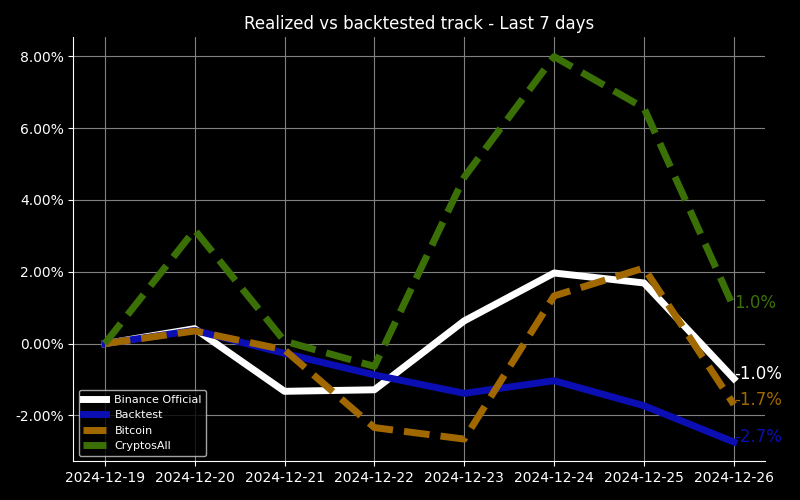 Realized vs backtested track - Last 7 days
8.00%
6.00%
4.00%
2.00%
0.00%
-2.00%
1.0%
-1.0%
-1.7%
-2.7%
Binance Official
Backtest
Bitcoin
CryptosAll
2024-12-19 2024-12-20 2024-12-21 2024-12-22 2024-12-23 2024-12-24 2024-12-25 2024-12-26